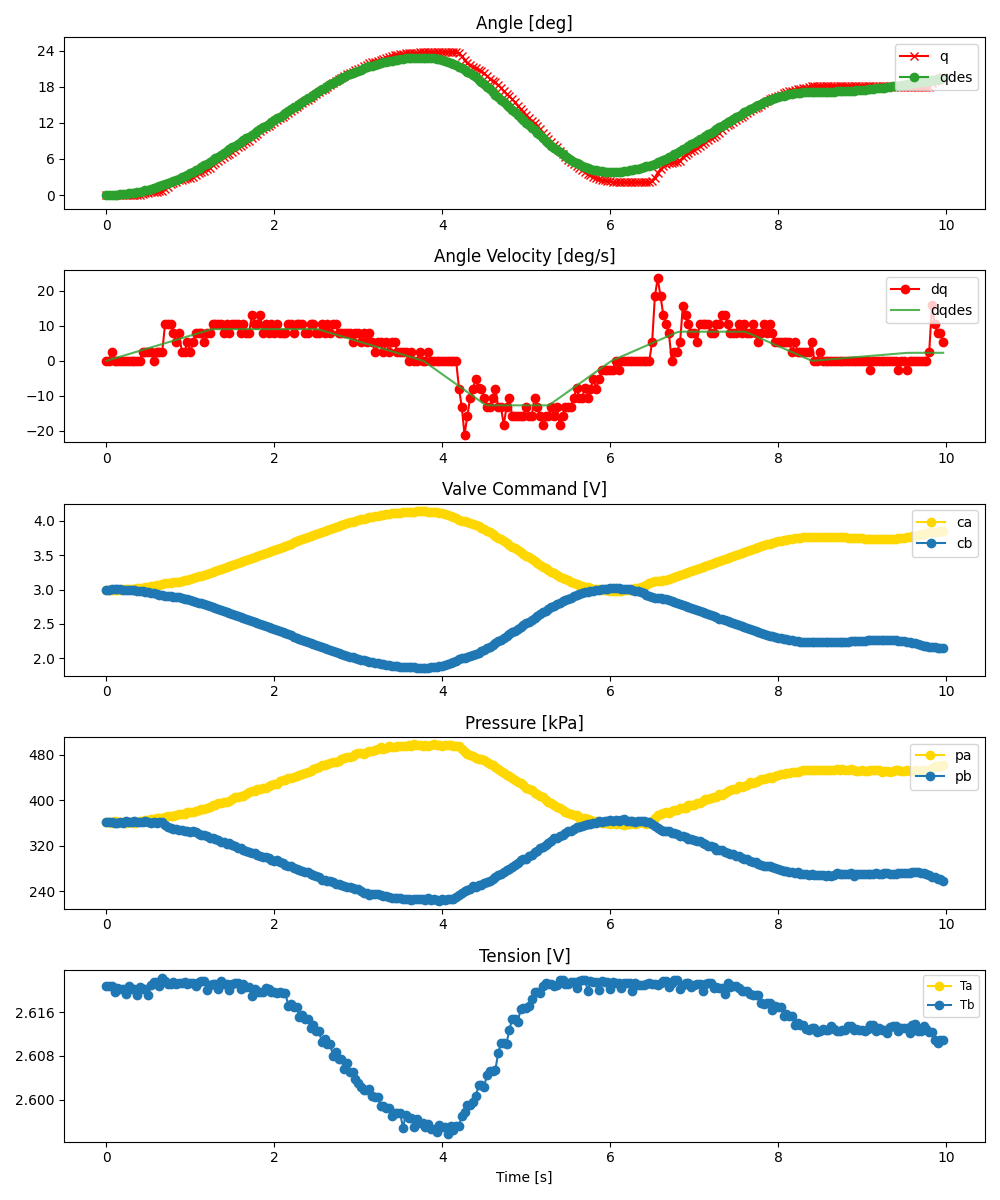 Angle [deg]
24
18
12
6
0
q
qdes
0 2 4 6 8 10
Angle Velocity [deg/s]
20
10
0
−10
−20
dq
dqdes
0 2 4 6 8 10
Valve Command [V]
4.0
3.5
3.0
2.5
2.0
ca
cb
0 2 4 6 8 10
Pressure [kPa]
480
400
320
240
pa
pb
0 2 4 6 8 10
Tension [V]
2.616
2.608
2.600
Ta
Tb
0 2 4 6 8 10
Time [s]